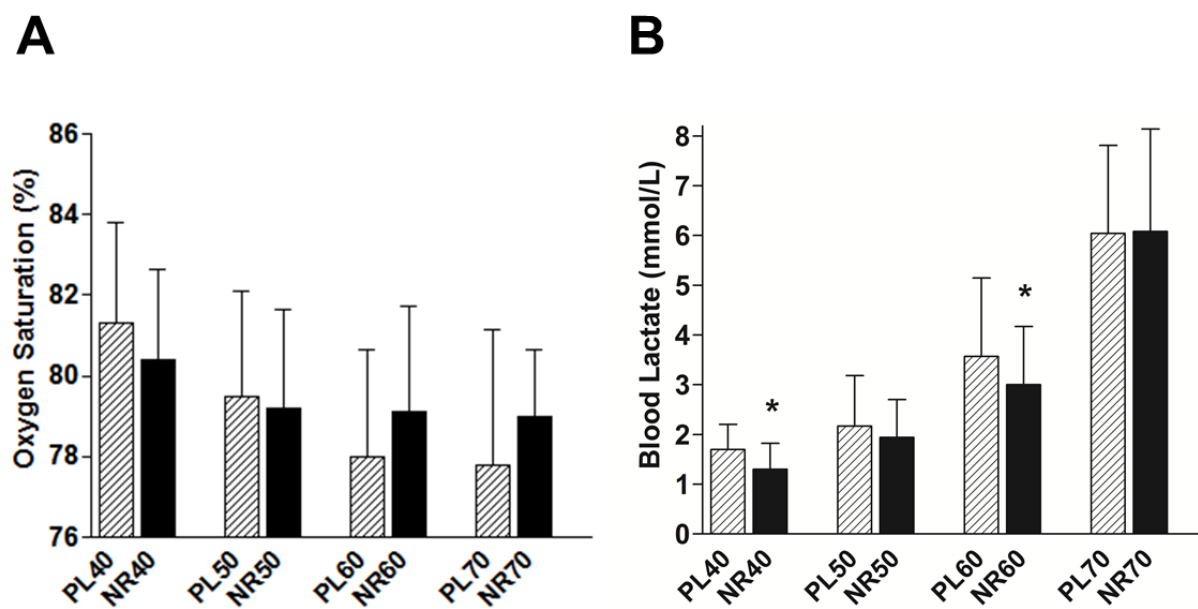 A
B
Oxygen Saturation (%)
86
84
82
80
78
76
PL40
NR40
PL50
NR50
PL60
NR60
PL70
NR70
Blood Lactate (mmol/L)
8
7
6
5
4
3
2
1
0
*
*
PL40
NR40
PL50
NR50
PL60
NR60
PL70
NR70